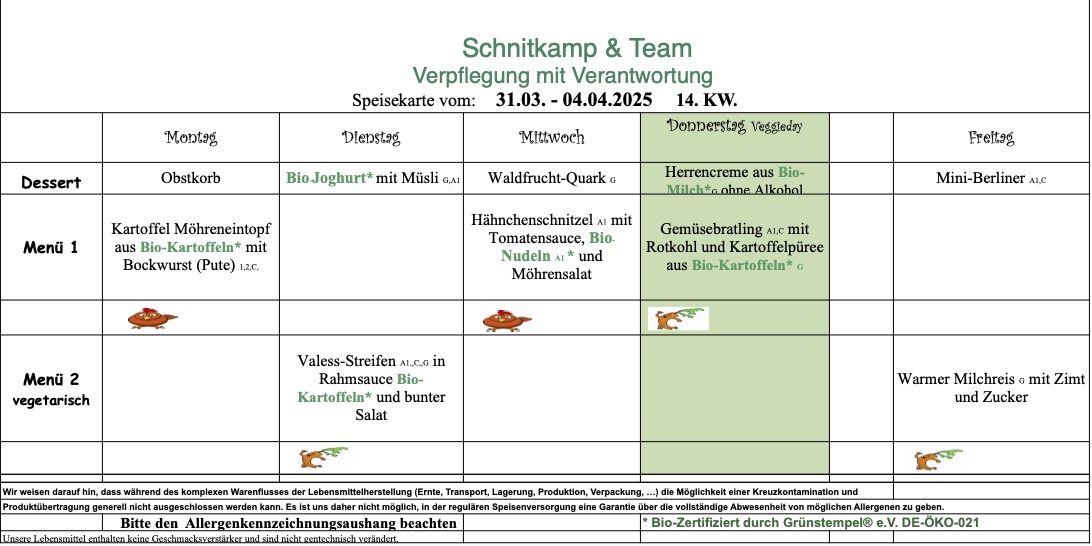 Schnitkamp & Team
Verpflegung mit Verantwortung
Speisekarte vom: 31.03. - 04.04.2025 14. KW.
Montag
Dienstag
Mittwoch
Donnerstag Veggieday
Freitag
Dessert
Obstkorb
Bio-Joghurt* mit Müsli G,A1
Waldfrucht-Quark G
Herrencreme aus Bio-
Milch*G ohne Alkohol
Mini-Berliner A1,C
Menü 1
Kartoffel Möhreneintopf
aus Bio-Kartoffeln* mit
Bockwurst (Pute) 1,2,C,
Hähnchenschnitzel A1 mit
Tomatensauce, Bio-
Nudeln A1 * und
Möhrensalat
Gemüsebratling A1,C mit
Rotkohl und Kartoffelpüree
aus Bio-Kartoffeln* G
Menü 2
vegetarisch
Valess-Streifen A1,,C,,G in
Rahmsauce Bio-
Kartoffeln* und bunter
Salat
Warmer Milchreis G mit Zimt
und Zucker
Wir weisen darauf hin, dass während des komplexen Warenflusses der Lebensmittelherstellung (Ernte, Transport, Lagerung, Produktion, Verpackung, …) die Möglichkeit einer Kreuzkontamination und
Produktübertragung generell nicht ausgeschlossen werden kann. Es ist uns daher nicht möglich, in der regulären Speisenversorgung eine Garantie über die vollständige Abwesenheit von möglichen Allergenen zu geben.
Bitte den Allergenkennzeichnungsaushang beachten
* Bio-Zertifiziert durch Grünstempel® e.V. DE-ÖKO-021
Unsere Lebensmittel enthalten keine Geschmacksverstärker und sind nicht gentechnisch verändert.